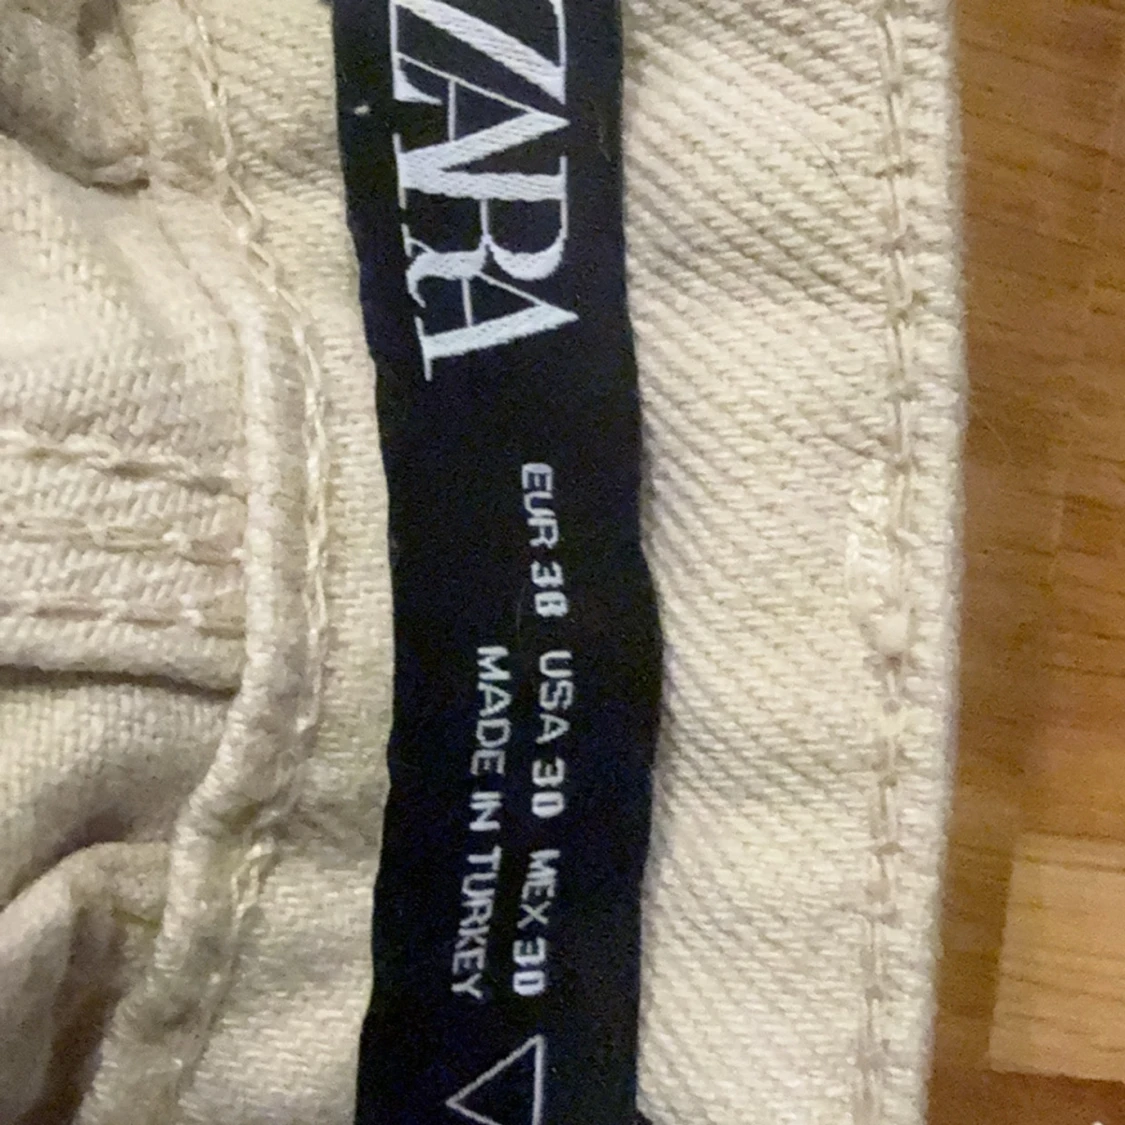 ZARA
EUR 38 USA 30 MEX 30
MADE IN TURKEY